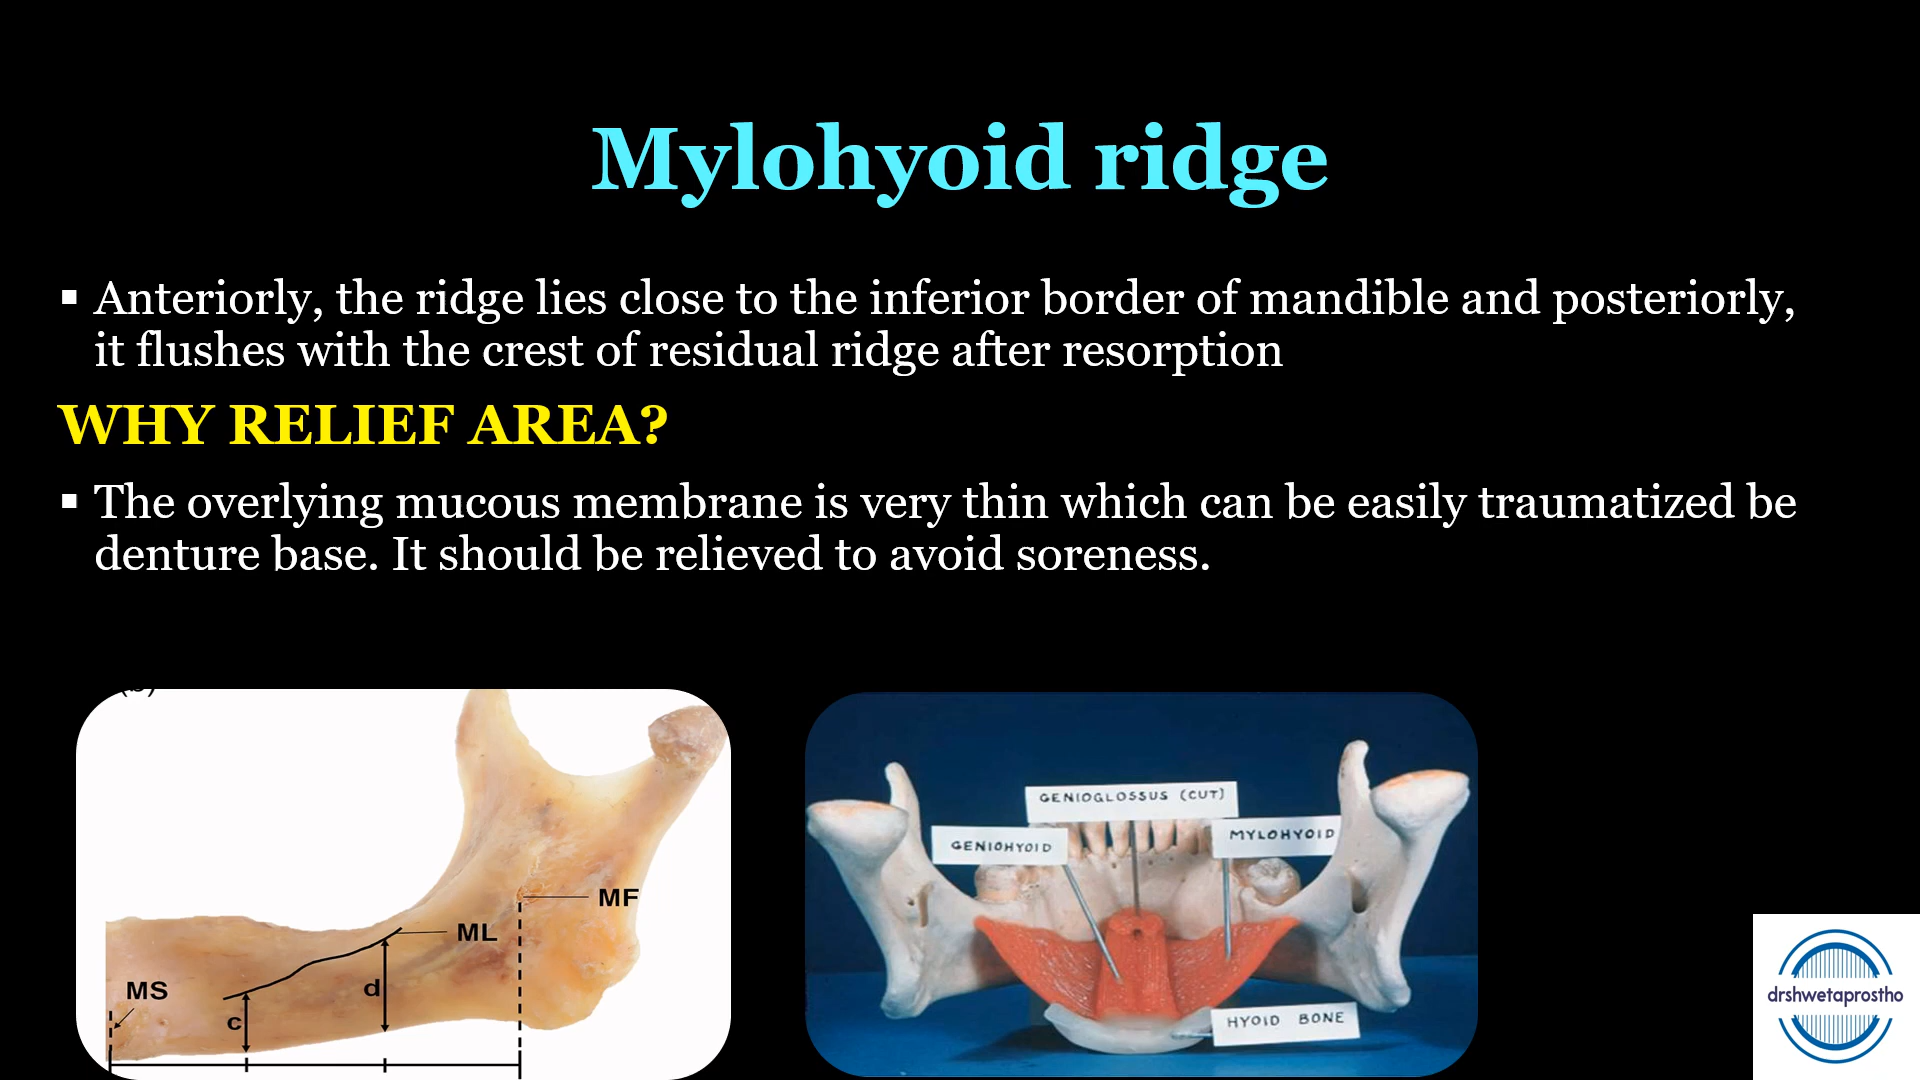 Mylohyoid ridge
▪ Anteriorly, the ridge lies close to the inferior border of mandible and posteriorly,
it flushes with the crest of residual ridge after resorption
WHY RELIEF AREA?
▪ The overlying mucous membrane is very thin which can be easily traumatized be
denture base. It should be relieved to avoid soreness.
MF
ML
MS
d
c
GENIOGLOSSUS (CUT)
GENIOHYOID
MYLOHYOID
HYOID BONE
drshwetaprostho